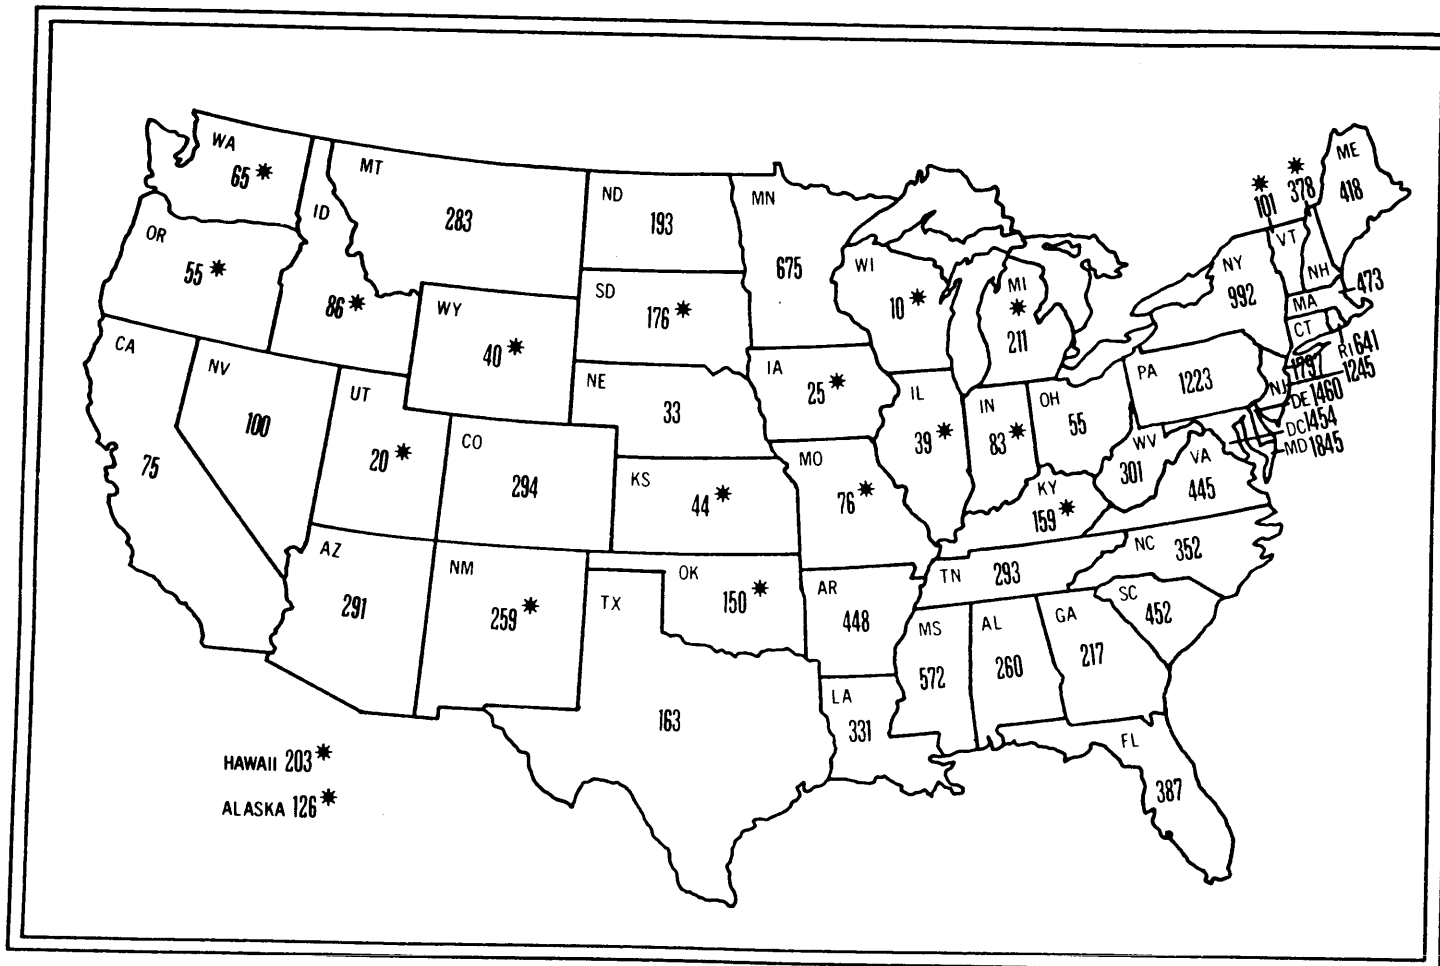 WA
65*
MT
283
ID
86*
OR
55*
ND
193
MN
675
SD
176*
WY
40*
WI
10*
MI
*
211
*
101
*
378
ME
418
VT
NH
NY
992
MA
473
CT
RI 641
1797
1245
NJ
DE 1460
DC 1454
MD 1845
PA
1223
CA
75
NV
100
UT
20*
CO
294
NE
33
IA
25*
IL
39*
IN
83*
OH
55
WV
301
VA
445
KS
44*
MO
76*
KY
159*
AZ
291
NM
259*
TX
163
OK
150*
AR
448
TN
293
NC
352
SC
452
MS
572
AL
260
GA
217
LA
331
FL
387
HAWAII 203*
ALASKA 126*